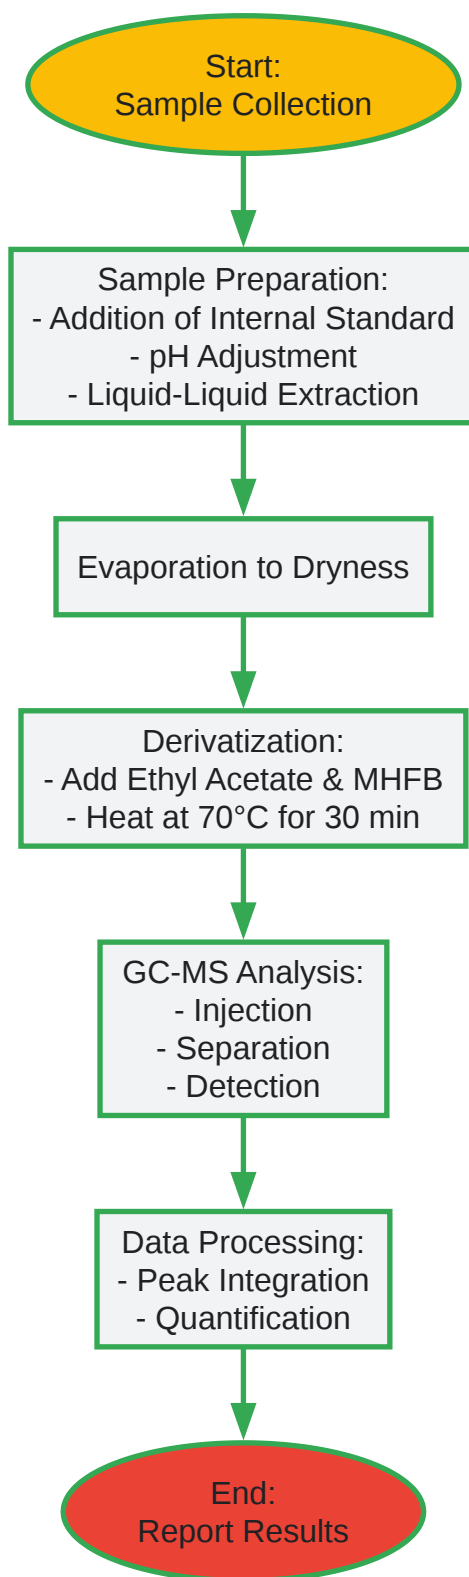 Start:
Sample Collection
Sample Preparation:
- Addition of Internal Standard
- pH Adjustment
- Liquid-Liquid Extraction
Evaporation to Dryness
Derivatization:
- Add Ethyl Acetate & MHFB
- Heat at 70°C for 30 min
GC-MS Analysis:
- Injection
- Separation
- Detection
Data Processing:
- Peak Integration
- Quantification
End:
Report Results